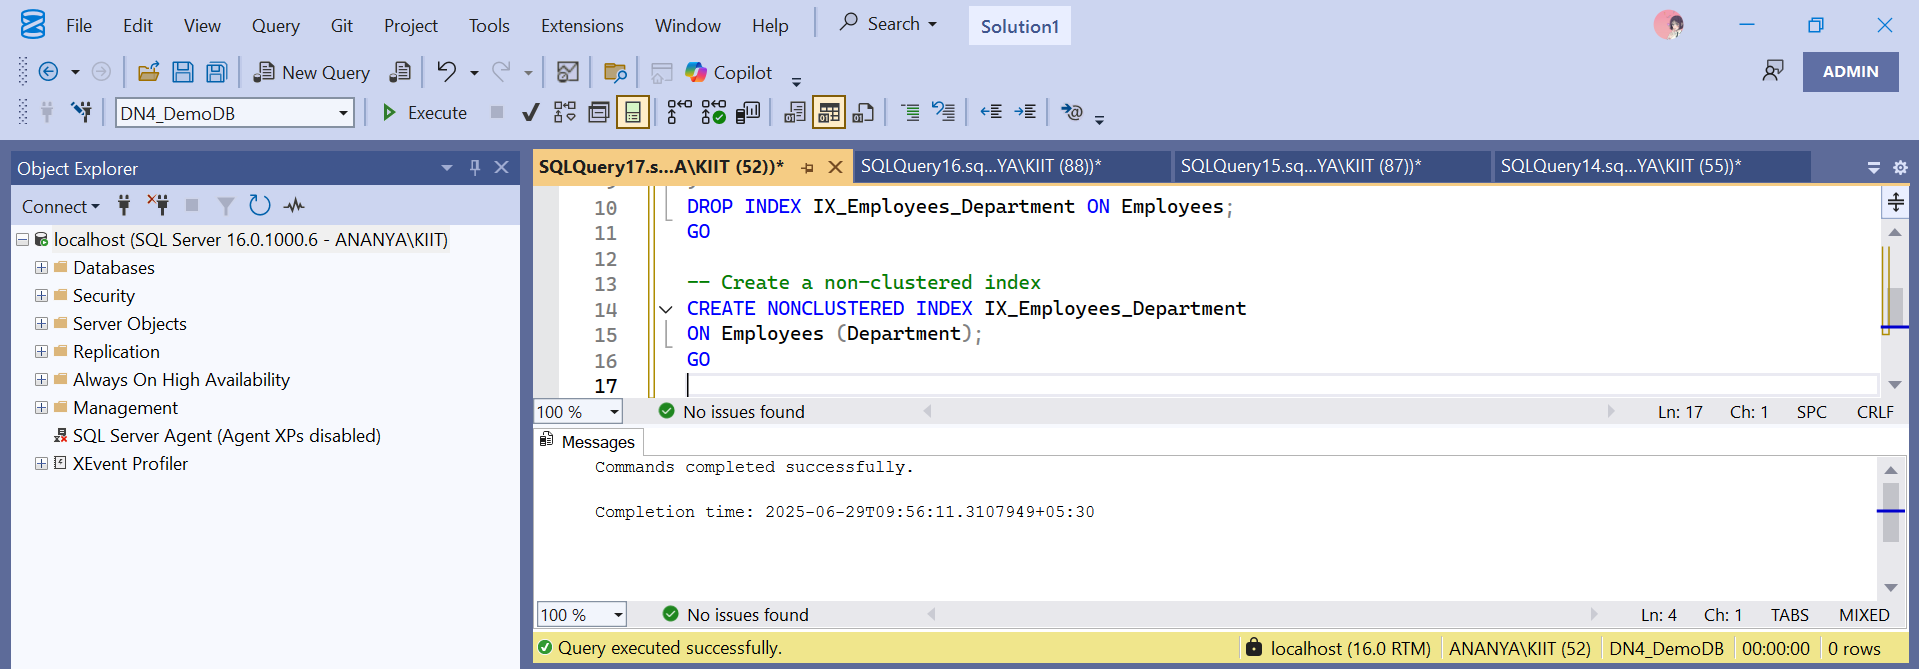 File Edit View Query Git Project Tools Extensions Window Help Search Solution1
New Query Copilot ADMIN
DN4_DemoDB Execute
Object Explorer
Connect
localhost (SQL Server 16.0.1000.6 - ANANYA\KIIT)
Databases
Security
Server Objects
Replication
Always On High Availability
Management
SQL Server Agent (Agent XPs disabled)
XEvent Profiler
SQLQuery17.s...A\KIIT (52))* SQLQuery16.sq...YA\KIIT (88))* SQLQuery15.sq...YA\KIIT (87))* SQLQuery14.sq...YA\KIIT (55))*
10 DROP INDEX IX_Employees_Department ON Employees;
11 GO
12
13 -- Create a non-clustered index
14 CREATE NONCLUSTERED INDEX IX_Employees_Department
15 ON Employees (Department);
16 GO
17
100 % No issues found Ln: 17 Ch: 1 SPC CRLF
Messages
Commands completed successfully.
Completion time: 2025-06-29T09:56:11.3107949+05:30
100 % No issues found Ln: 4 Ch: 1 TABS MIXED
Query executed successfully. localhost (16.0 RTM) ANANYA\KIIT (52) DN4_DemoDB 00:00:00 0 rows